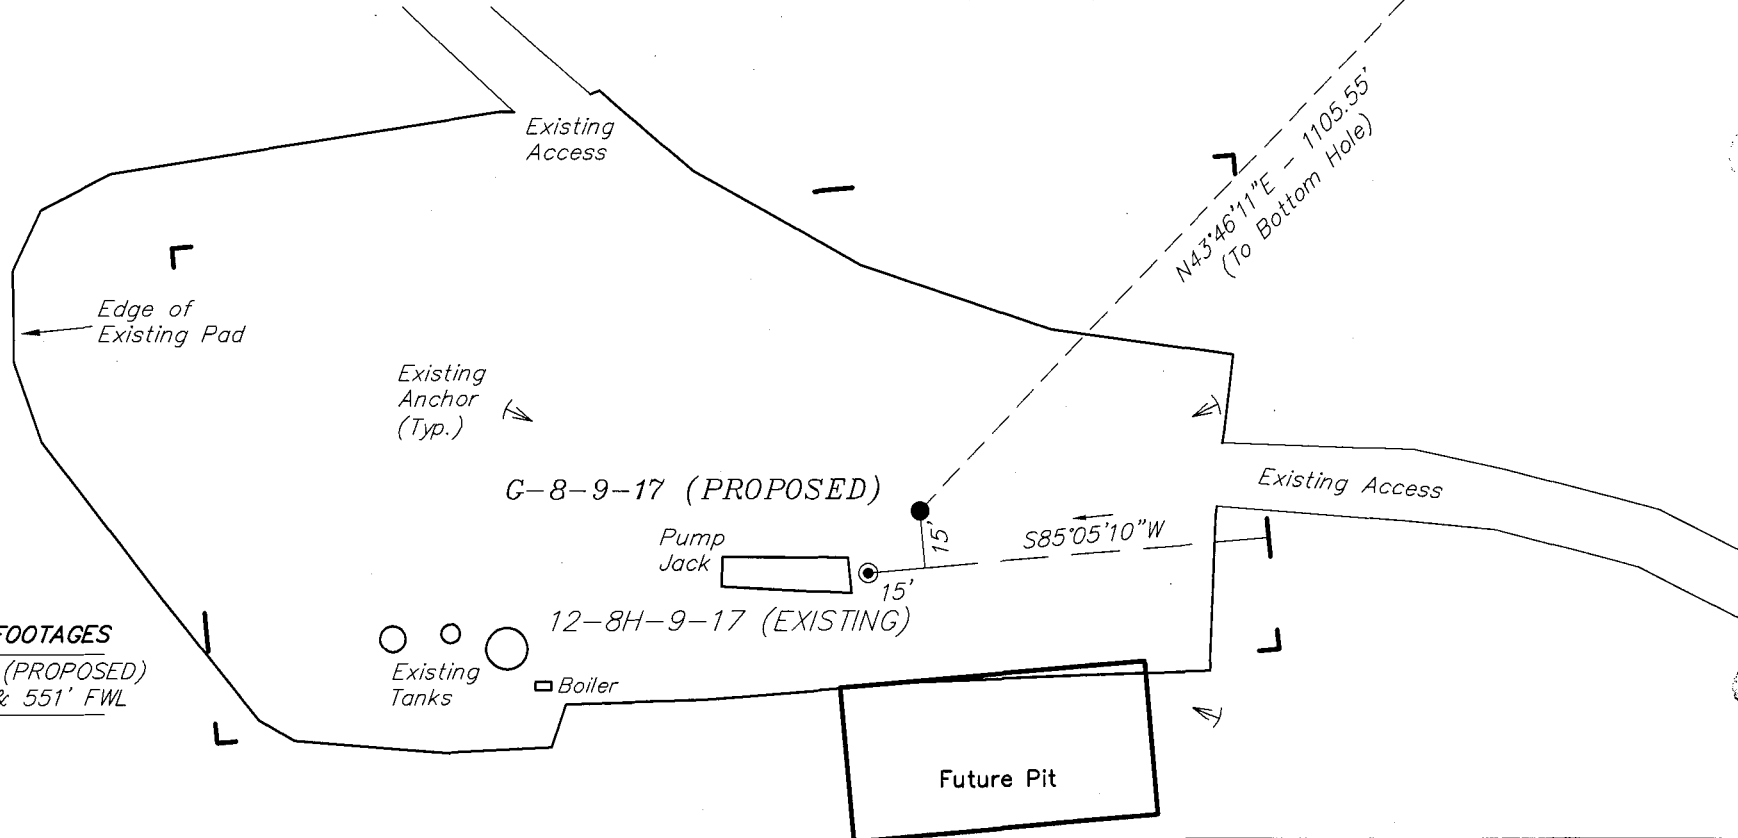 Existing
Access
N43°46'11"E - 1105.55'
(To Bottom Hole)
Edge of
Existing Pad
Existing
Anchor
(Typ.)
G-8-9-17 (PROPOSED)
Existing Access
Pump
Jack
15'
S85°05'10"W
15'
12-8H-9-17 (EXISTING)
FOOTAGES
(PROPOSED)
& 551' FWL
Existing
Tanks
Boiler
Future Pit